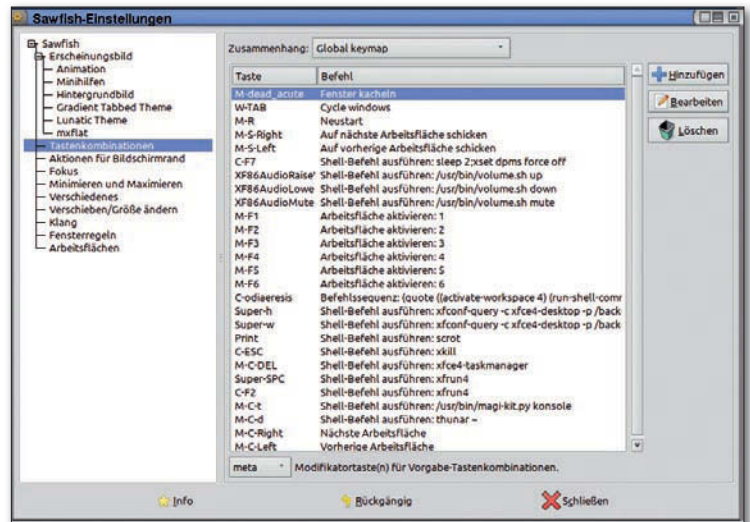 Sawfish-Einstellungen
Sawfish
Erscheinungsbild
Animation
Minihilfen
Hintergrundbild
Gradient Tabbed Theme
Lunatic Theme
mxflat
Tastenkombinationen
Aktionen für Bildschirmrand
Fokus
Minimieren und Maximieren
Verschiedenes
Verschieben/Größe ändern
Klang
Fensterregeln
Arbeitsflächen
Zusammenhang: Global keymap
Taste Befehl
M-dead_acute Fenster kacheln
W-TAB Cycle windows
M-R Neustart
M-S-Right Auf nächste Arbeitsfläche schicken
M-S-Left Auf vorherige Arbeitsfläche schicken
C-F7 Shell-Befehl ausführen: sleep 2;xset dpms force off
XF86AudioRaise' Shell-Befehl ausführen: /usr/bin/volume.sh up
XF86AudioLowe Shell-Befehl ausführen: /usr/bin/volume.sh down
XF86AudioMute Shell-Befehl ausführen: /usr/bin/volume.sh mute
M-F1 Arbeitsfläche aktivieren: 1
M-F2 Arbeitsfläche aktivieren: 2
M-F3 Arbeitsfläche aktivieren: 3
M-F4 Arbeitsfläche aktivieren: 4
M-F5 Arbeitsfläche aktivieren: 5
M-F6 Arbeitsfläche aktivieren: 6
C-odiaeresis Befehlssequenz: (quote ((activate-workspace 4) (run-shell-comr
Super-h Shell-Befehl ausführen: xfconf-query -c xfce4-desktop -p /back
Super-w Shell-Befehl ausführen: xfconf-query -c xfce4-desktop -p /back
Print Shell-Befehl ausführen: scrot
C-ESC Shell-Befehl ausführen: xkill
M-C-DEL Shell-Befehl ausführen: xfce4-taskmanager
Super-SPC Shell-Befehl ausführen: xfrun4
C-F2 Shell-Befehl ausführen: xfrun4
M-C-t Shell-Befehl ausführen: /usr/bin/magi-kit.py konsole
M-C-d Shell-Befehl ausführen: thunar ~
M-C-Right Nächste Arbeitsfläche
M-C-Left Vorherige Arbeitsfläche
meta Modifikatortaste(n) für Vorgabe-Tastenkombinationen.
Hinzufügen
Bearbeiten
Löschen
Info Rückgängig Schließen